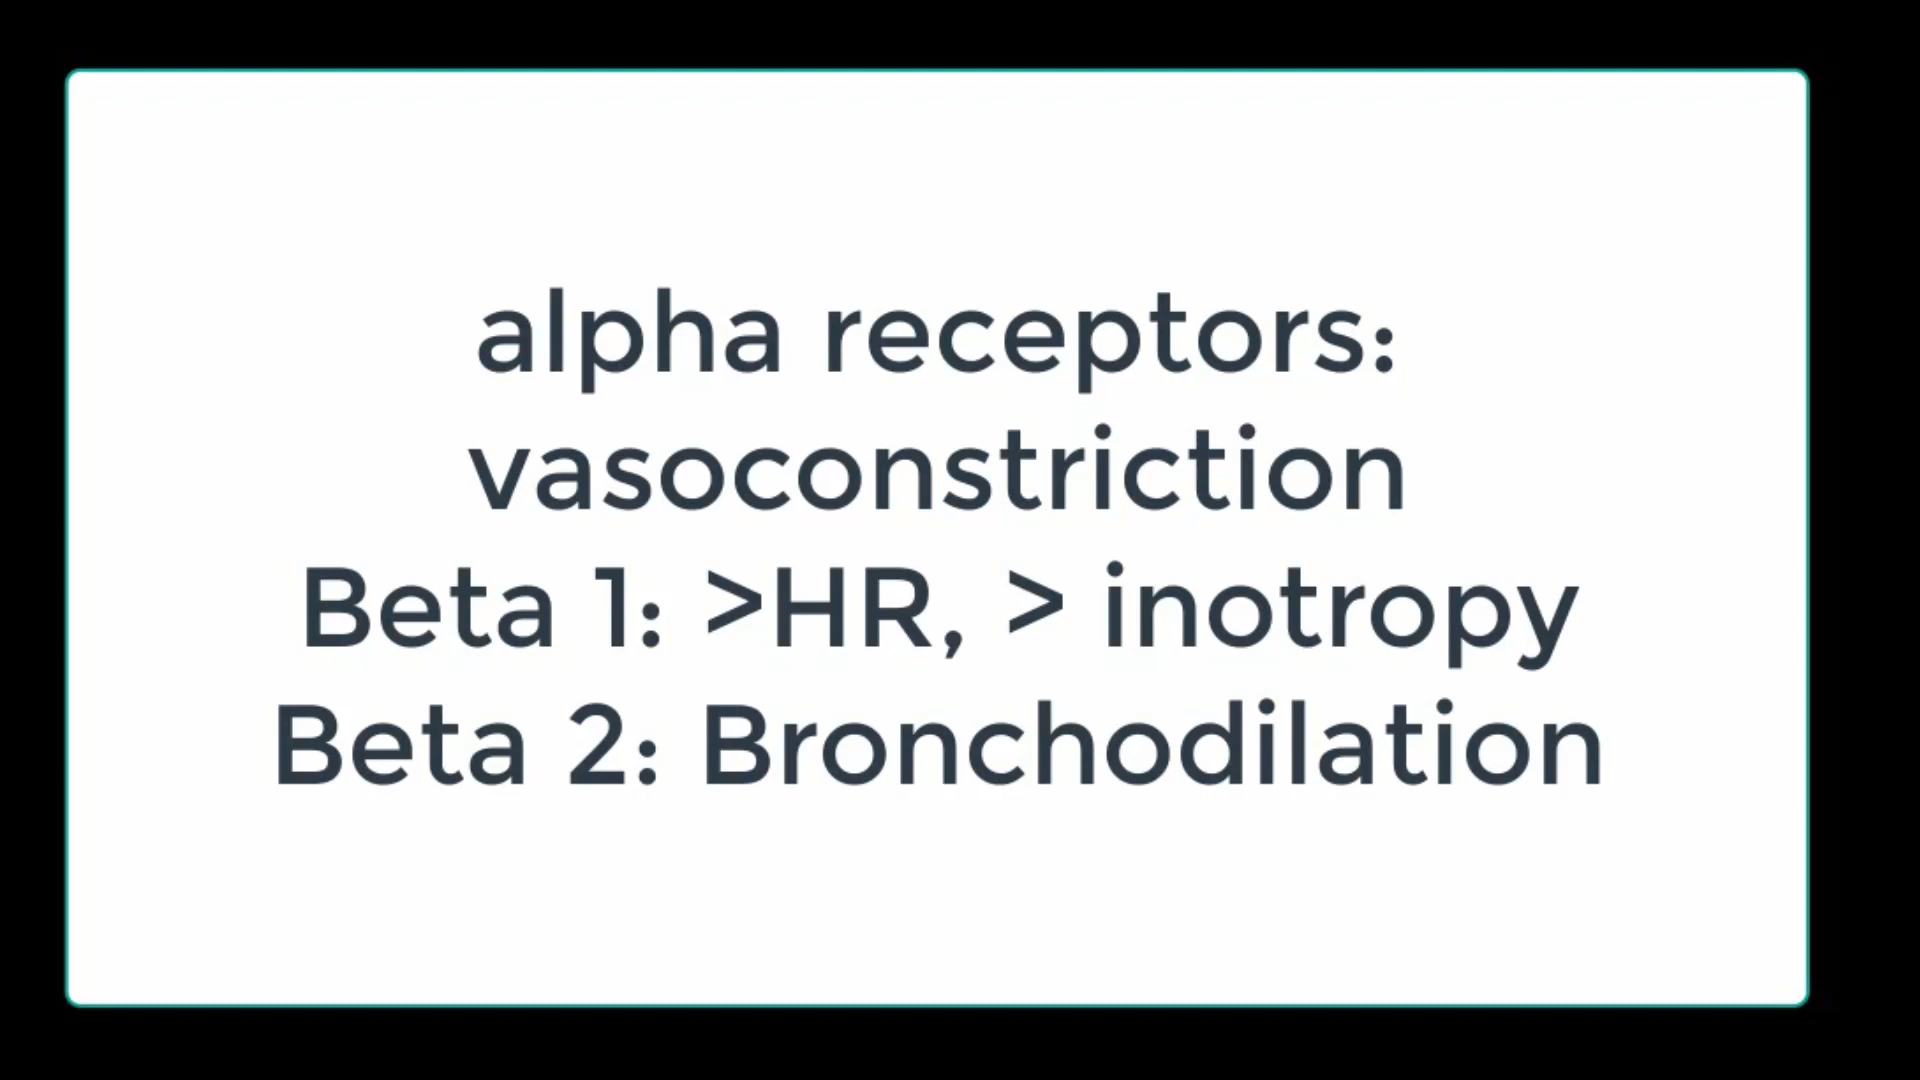 alpha receptors:
vasoconstriction
Beta 1: >HR, > inotropy
Beta 2: Bronchodilation